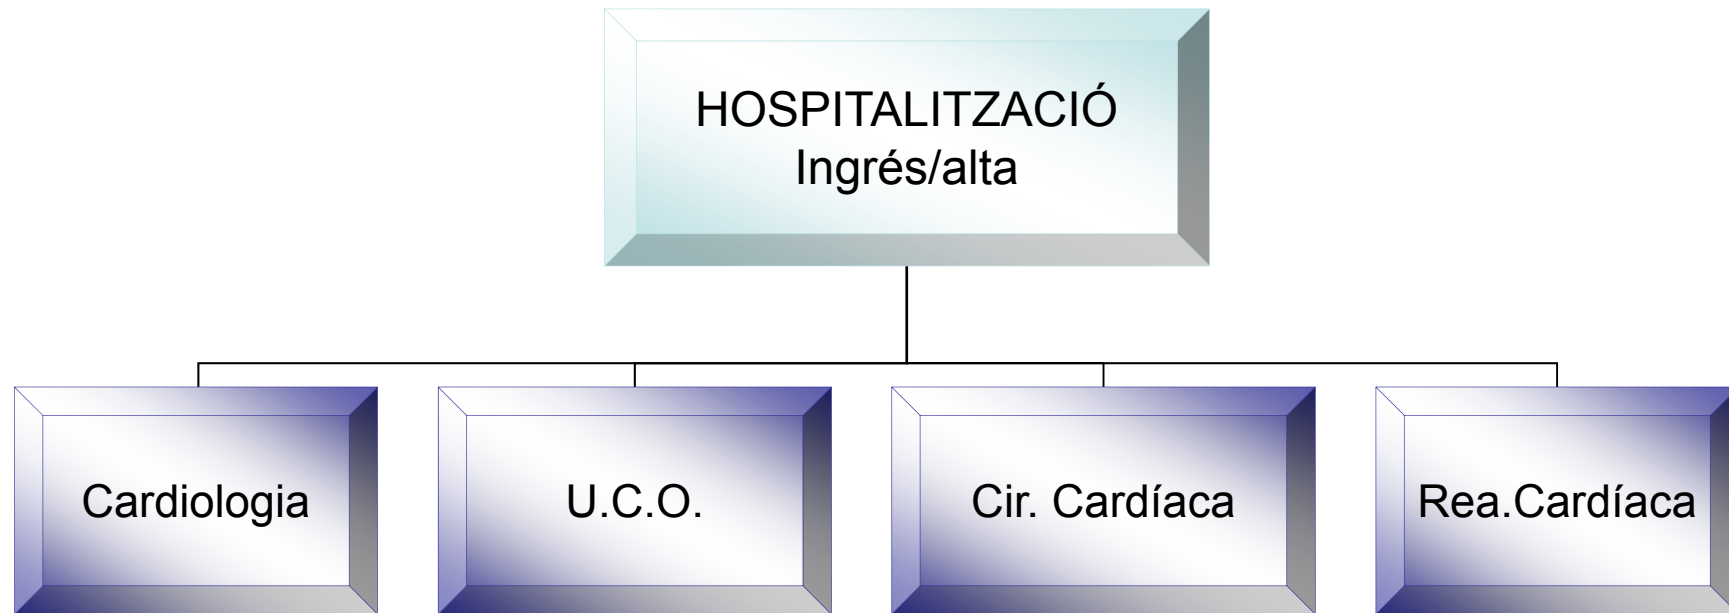 HOSPITALITZACIÓ
Ingrés/alta
Cardiologia
U.C.O.
Cir. Cardíaca
Rea.Cardíaca